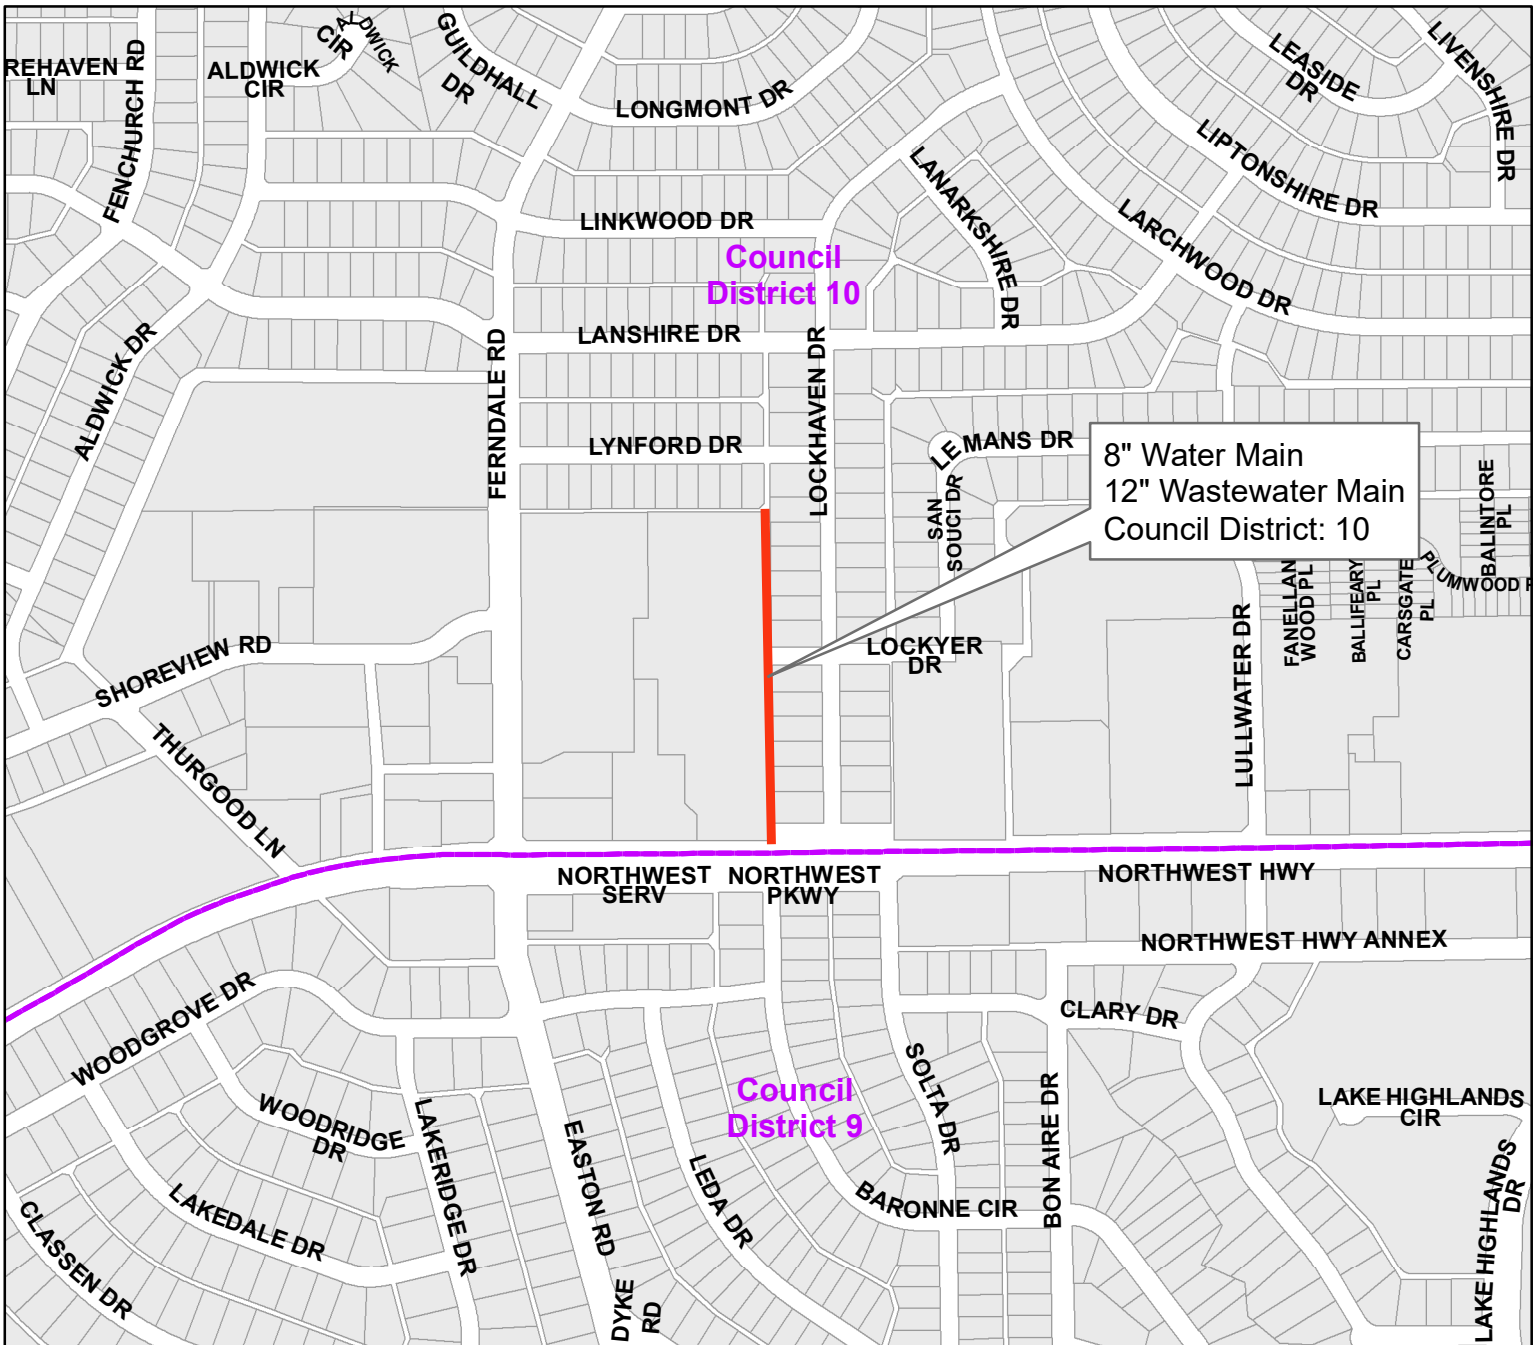 REHAVEN
LN
FENCHURCH RD
ALDWICK
CIR
ALDWICK
CIR
GUILDHALL
DR
LONGMONT DR
LEASIDE
DR
LIVENSHIRE DR
LIPTONSHIRE DR
LANARKSHIRE DR
LARCHWOOD DR
LINKWOOD DR
Council
District 10
LANSHIRE DR
ALDWICK DR
FERNDALE RD
LOCKHAVEN DR
LYNFORD DR
LE MANS DR
SAN
SOUCI DR
8" Water Main
12" Wastewater Main
Council District: 10
BALINTORE
PL
PLUMWOOD P
FANELLAN
WOOD PL
BALLIFEARY
PL
CARSGATE
PL
LULLWATER DR
LOCKYER
DR
SHOREVIEW RD
THURGOOD LN
NORTHWEST
SERV
NORTHWEST
PKWY
NORTHWEST HWY
NORTHWEST HWY ANNEX
WOODGROVE DR
CLARY DR
SOLTA DR
BON AIRE DR
Council
District 9
LAKE HIGHLANDS
CIR
LAKE HIGHLANDS
DR
WOODRIDGE
DR
LAKERIDGE DR
EASTON RD
LEDA DR
BARONNE CIR
LAKEDALE DR
CLASSEN DR
DYKE
RD